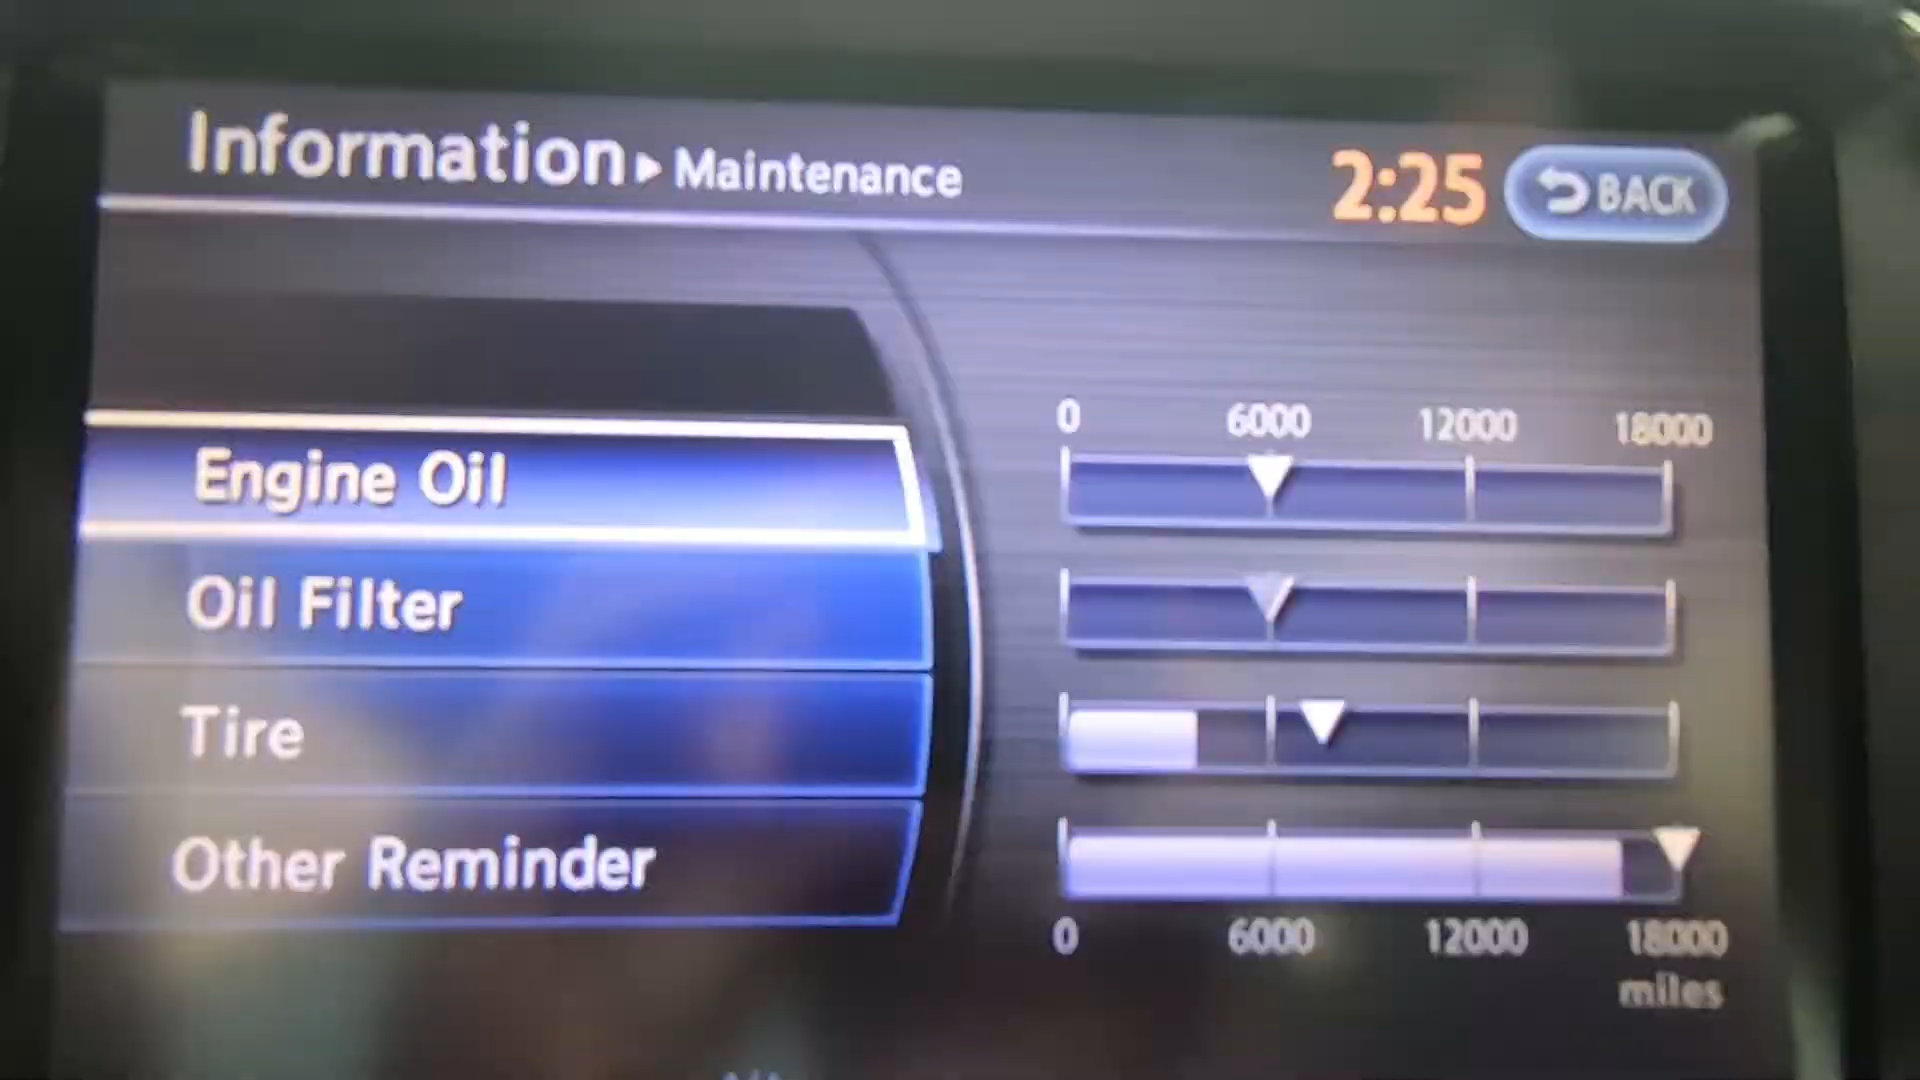 Information ▸ Maintenance 2:25 BACK
0 6000 12000 18000
Engine Oil
Oil Filter
Tire
Other Reminder
0 6000 12000 18000
miles